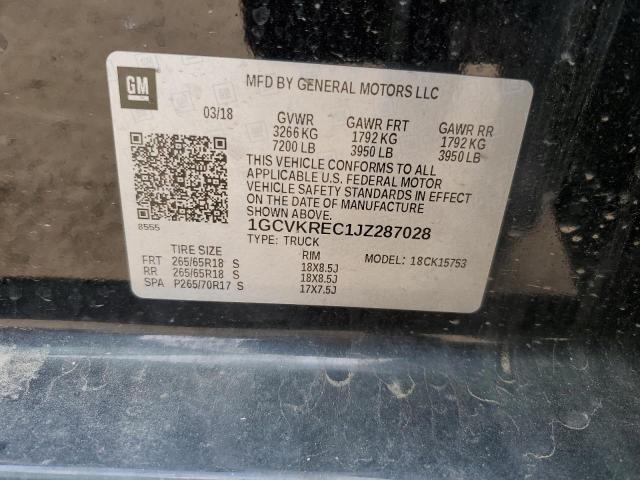 GM
MFD BY GENERAL MOTORS LLC
03/18 GVWR GAWR FRT GAWR RR
3266 KG 1792 KG 1792 KG
7200 LB 3950 LB 3950 LB
THIS VEHICLE CONFORMS TO ALL
APPLICABLE U.S. FEDERAL MOTOR
VEHICLE SAFETY STANDARDS IN EFFECT
ON THE DATE OF MANUFACTURE
SHOWN ABOVE.
8555 1GCVKREC1JZ287028
TYPE: TRUCK
TIRE SIZE RIM MODEL: 18CK15753
FRT 265/65R18 S 18X8.5J
RR 265/65R18 S 18X8.5J
SPA P265/70R17 S 17X7.5J